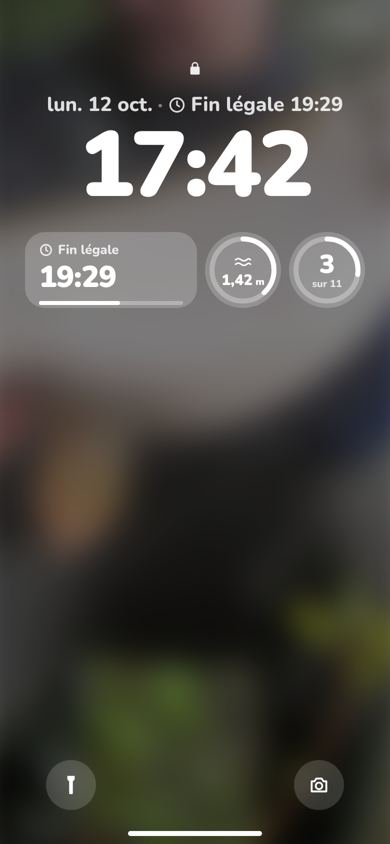 lun. 12 oct. • Fin légale 19:29
17:42
Fin légale
19:29
1,42 m
3
sur 11